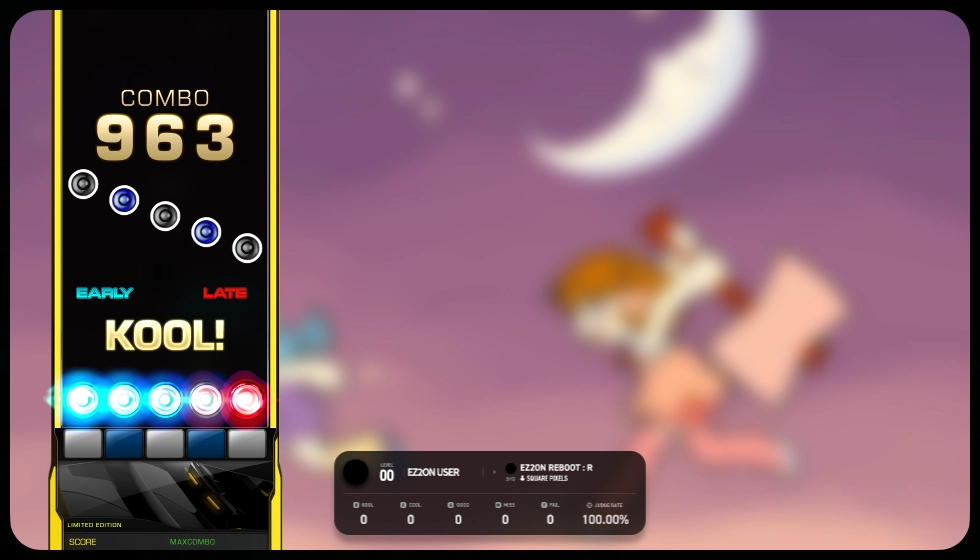 COMBO
963
EARLY LATE
KOOL!
LIMITED EDITION
SCORE MAXCOMBO
LEVEL
00 EZ2ON USER
EZ2ON REBOOT : R
SQUARE PIXELS
KOOL COOL GOOD MISS FAIL JUDGE RATE
0 0 0 0 0 100.00%